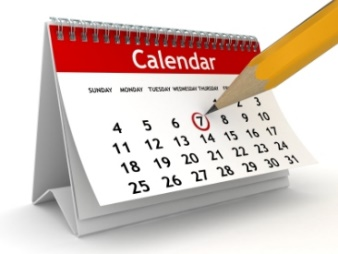 Calendar
SUNDAY MONDAY TUESDAY WEDNESDAY THURSDAY
2 3
4 5 6 7 8 9 10
11 12 13 14 15 16 17
18 19 20 21 22 23 24
25 26 27 28 29 30 31